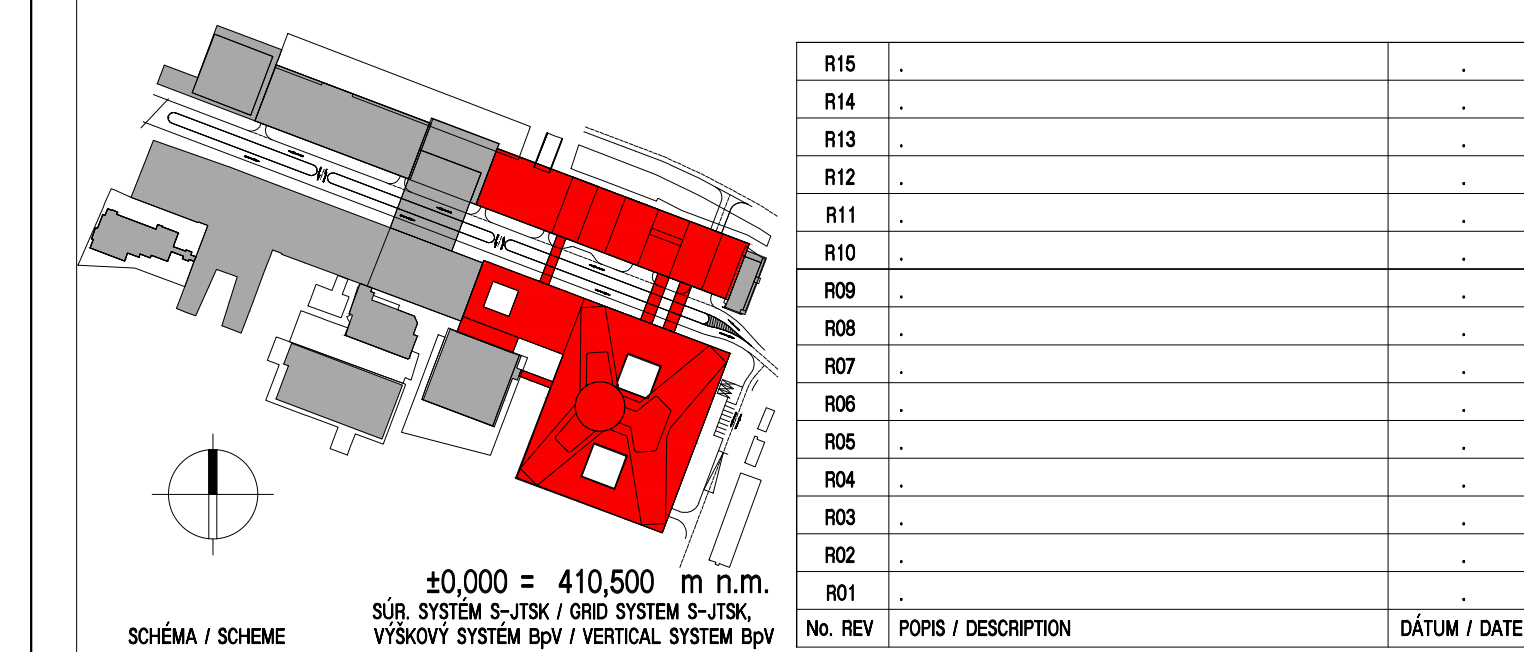 ±0,000 = 410,500 m n.m.
SÚR. SYSTÉM S-JTSK / GRID SYSTEM S-JTSK,
VÝŠKOVÝ SYSTÉM BpV / VERTICAL SYSTEM BpV
SCHÉMA / SCHEME
R15 . .
R14 . .
R13 . .
R12 . .
R11 . .
R10 . .
R09 . .
R08 . .
R07 . .
R06 . .
R05 . .
R04 . .
R03 . .
R02 . .
R01 . .
No. REV POPIS / DESCRIPTION DÁTUM / DATE